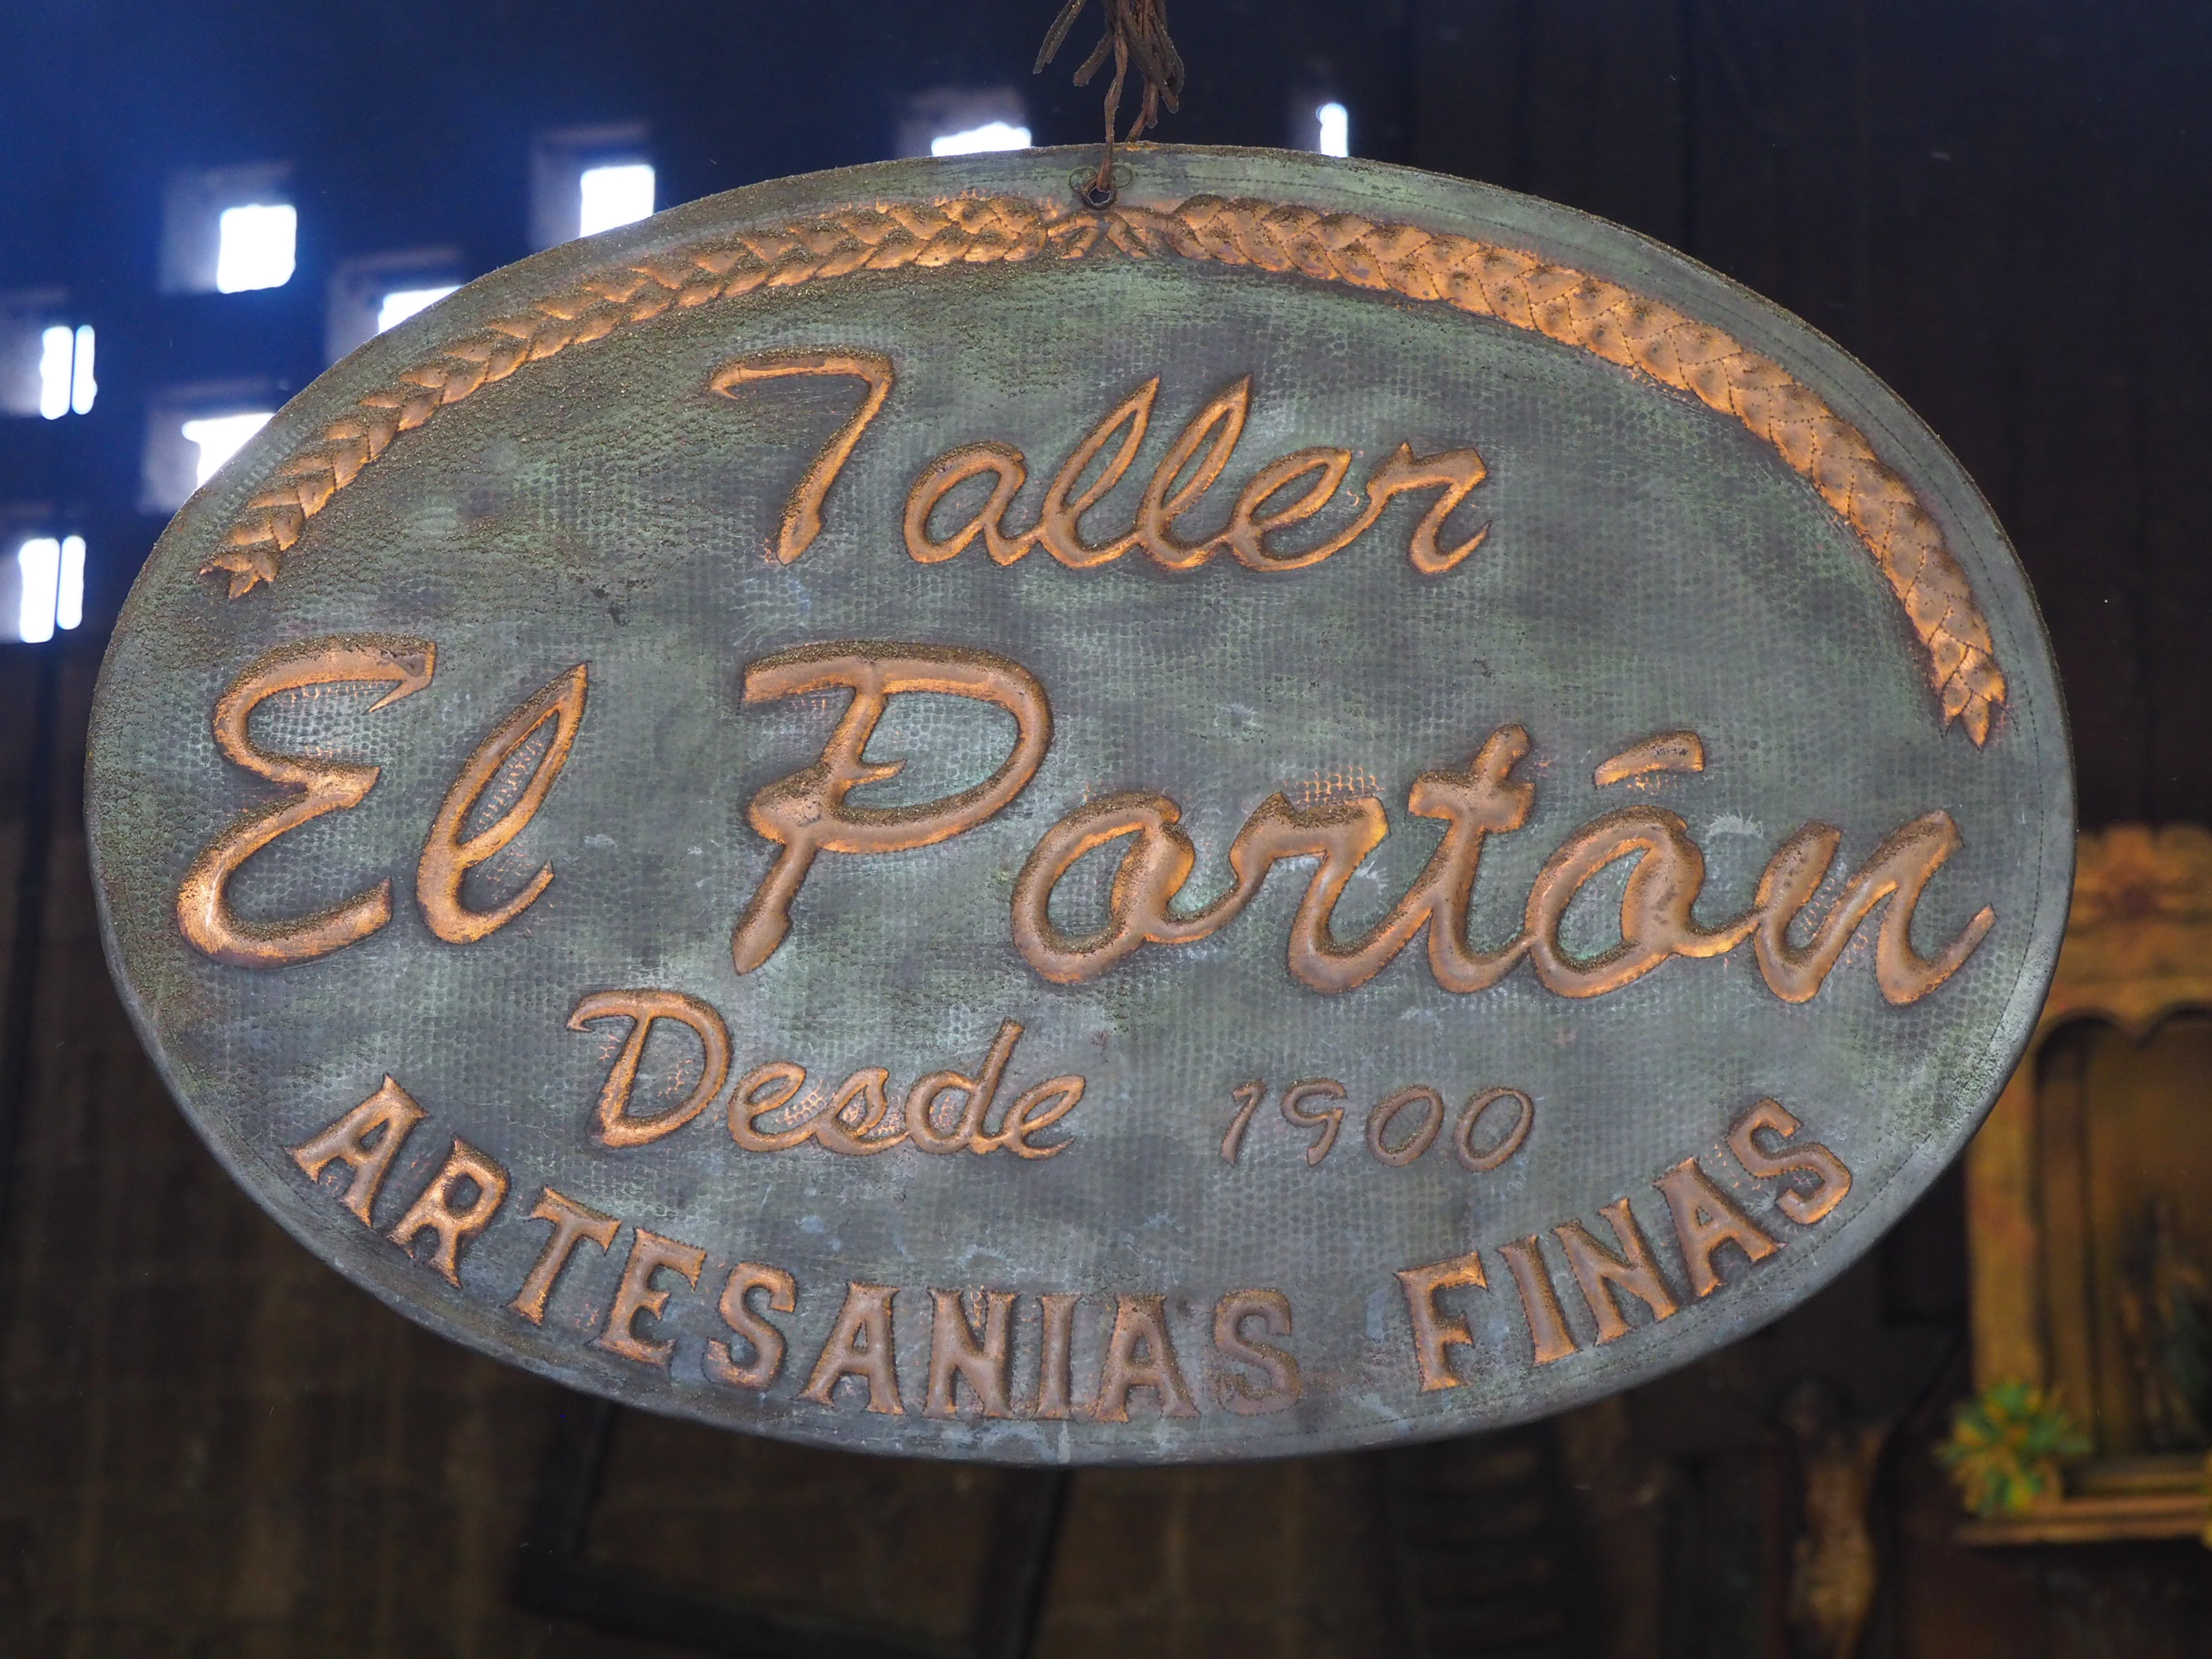 Taller
El Portón
Desde 1900
ARTESANIAS FINAS